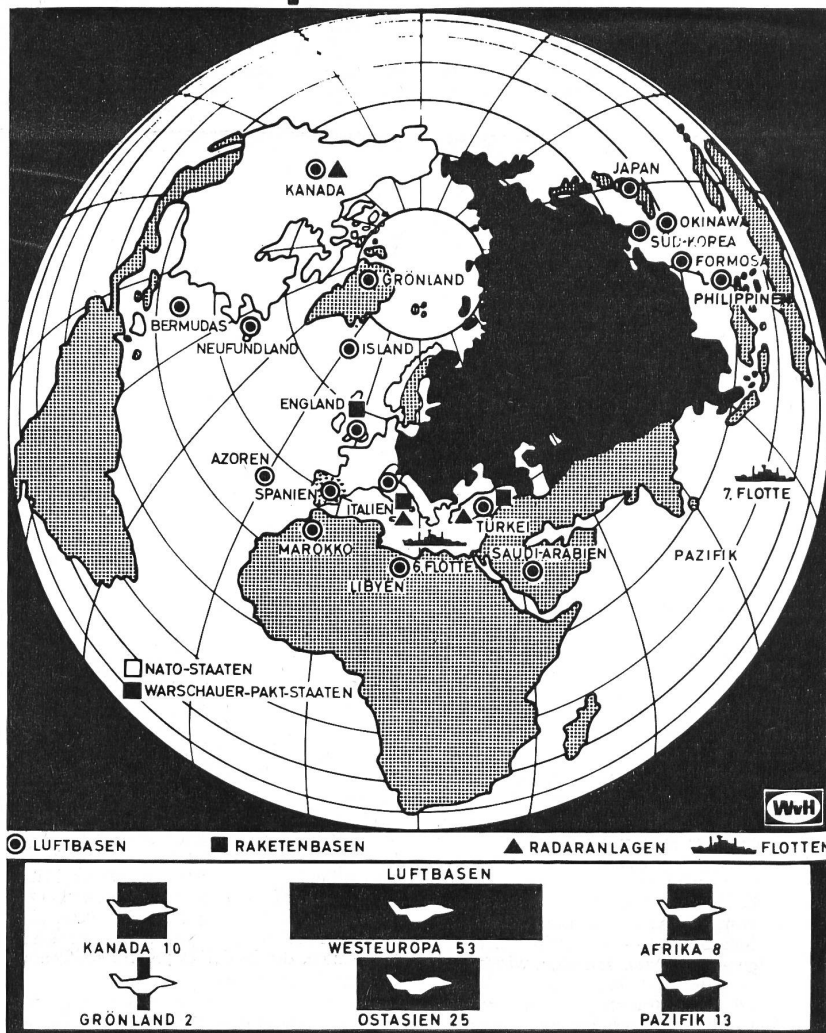 KANADA
JAPAN
OKINAWA
SÜD-KOREA
FORMOSA
PHILIPPINEN
GRÖNLAND
BERMUDAS
NEUFUNDLAND
ISLAND
ENGLAND
AZOREN
SPANIEN
ITALIEN
TÜRKEI
7. FLOTTE
MAROKKO
SAUDI-ARABIEN
PAZIFIK
6. FLOTTE
LIBYEN
NATO-STAATEN
WARSCHAUER-PAKT-STAATEN
WvH
LUFTBASEN RAKETENBASEN RADARANLAGEN FLOTTEN
LUFTBASEN
KANADA 10 WESTEUROPA 53 AFRIKA 8
GRÖNLAND 2 OSTASIEN 25 PAZIFIK 13